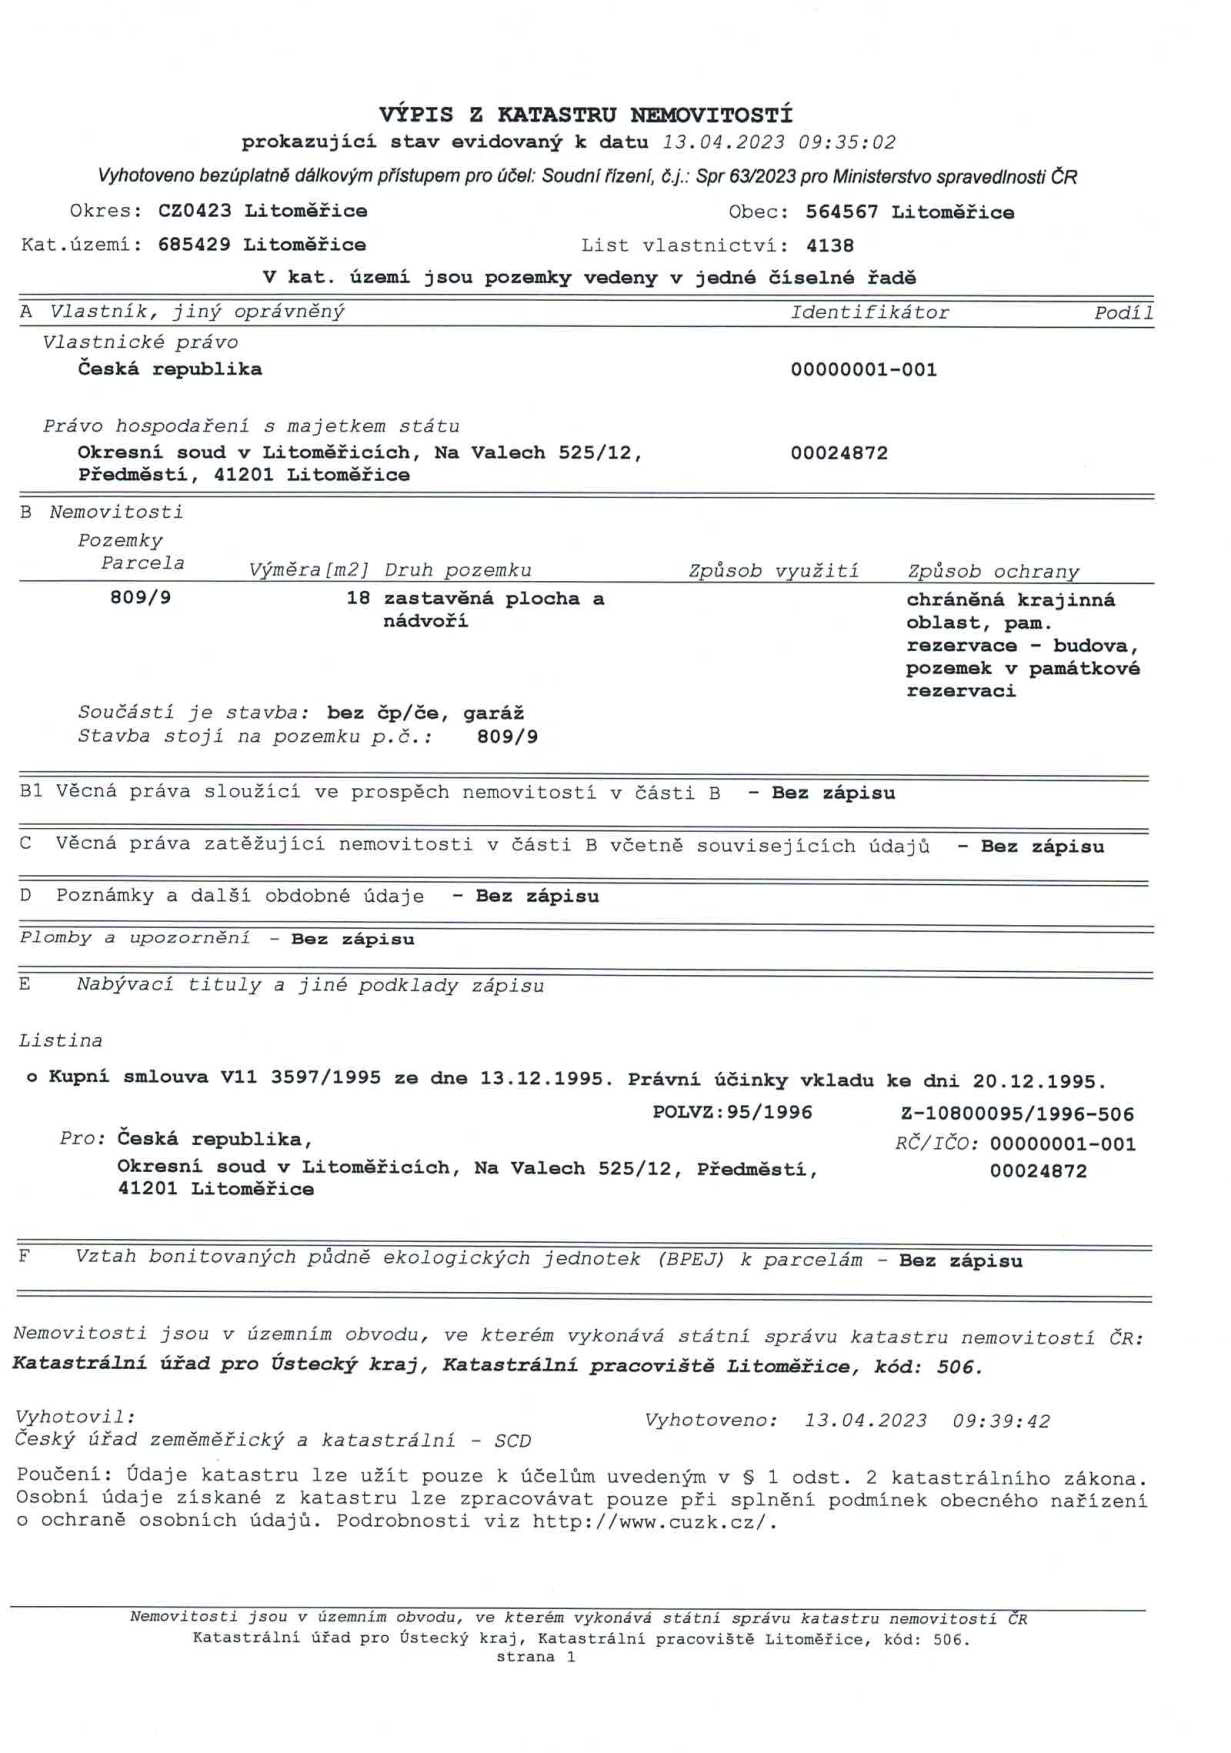 VÝPIS Z KATASTRU NEMOVITOSTÍ
prokazující stav evidovaný k datu 13.04.2023 09:35:02
Vyhotoveno bezúplatně dálkovým přístupem pro účel: Soudní řízení, č.j.: Spr 63/2023 pro Ministerstvo spravedlnosti ČR
Okres: CZ0423 Litoměřice Obec: 564567 Litoměřice
Kat.území: 685429 Litoměřice List vlastnictví: 4138
V kat. území jsou pozemky vedeny v jedné číselné řadě
A Vlastník, jiný oprávněný Identifikátor Podíl
Vlastnické právo
Česká republika 00000001-001
Právo hospodaření s majetkem státu
Okresní soud v Litoměřicích, Na Valech 525/12, 00024872
Předměstí, 41201 Litoměřice
B Nemovitosti
Pozemky
Parcela Výměra[m2] Druh pozemku Způsob využití Způsob ochrany
809/9 18 zastavěná plocha a chráněná krajinná
nádvoří oblast, pam.
rezervace - budova,
pozemek v památkové
rezervaci
Součástí je stavba: bez čp/če, garáž
Stavba stojí na pozemku p.č.: 809/9
B1 Věcná práva sloužící ve prospěch nemovitostí v části B - Bez zápisu
C Věcná práva zatěžující nemovitosti v části B včetně souvisejících údajů - Bez zápisu
D Poznámky a další obdobné údaje - Bez zápisu
Plomby a upozornění - Bez zápisu
E Nabývací tituly a jiné podklady zápisu
Listina
o Kupní smlouva V11 3597/1995 ze dne 13.12.1995. Právní účinky vkladu ke dni 20.12.1995.
POLVZ:95/1996 Z-10800095/1996-506
Pro: Česká republika, RČ/IČO: 00000001-001
Okresní soud v Litoměřicích, Na Valech 525/12, Předměstí, 00024872
41201 Litoměřice
F Vztah bonitovaných půdně ekologických jednotek (BPEJ) k parcelám - Bez zápisu
Nemovitosti jsou v územním obvodu, ve kterém vykonává státní správu katastru nemovitostí ČR:
Katastrální úřad pro Ústecký kraj, Katastrální pracoviště Litoměřice, kód: 506.
Vyhotovil: Vyhotoveno: 13.04.2023 09:39:42
Český úřad zeměměřický a katastrální - SCD
Poučení: Údaje katastru lze užít pouze k účelům uvedeným v § 1 odst. 2 katastrálního zákona.
Osobní údaje získané z katastru lze zpracovávat pouze při splnění podmínek obecného nařízení
o ochraně osobních údajů. Podrobnosti viz http://www.cuzk.cz/.
Nemovitosti jsou v územním obvodu, ve kterém vykonává státní správu katastru nemovitostí ČR
Katastrální úřad pro Ústecký kraj, Katastrální pracoviště Litoměřice, kód: 506.
strana 1